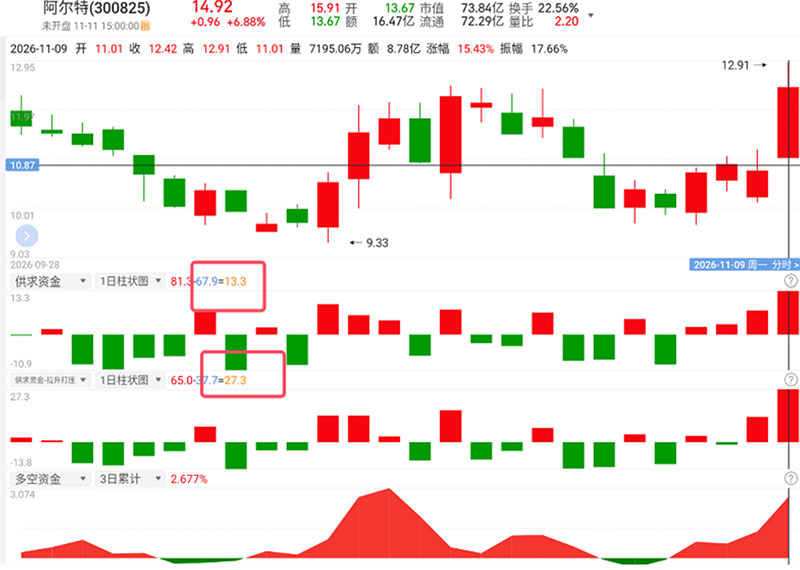 阿尔特(300825)
未开盘 11-11 15:00:00 融
14.92
+0.96 +6.88%
高 15.91 开 13.67 市值 73.84亿 换手 22.56%
低 13.67 额 16.47亿 流通 72.29亿 量比 2.20
2026-11-09 开 11.01 收 12.42 高 12.91 低 11.01 量 7195.06万 额 8.78亿 涨幅 15.43% 振幅 17.66%
12.95
12.91
11.97
10.87
10.01
9.33
9.03
2026-09-28
2026-11-09 周一 分时 >
供求资金 1日柱状图 81.3-67.9=13.3
13.3
-10.9
供求资金-拉升打压 1日柱状图 65.0-37.7=27.3
27.3
-13.8
多空资金 3日累计 2.677%
3.074